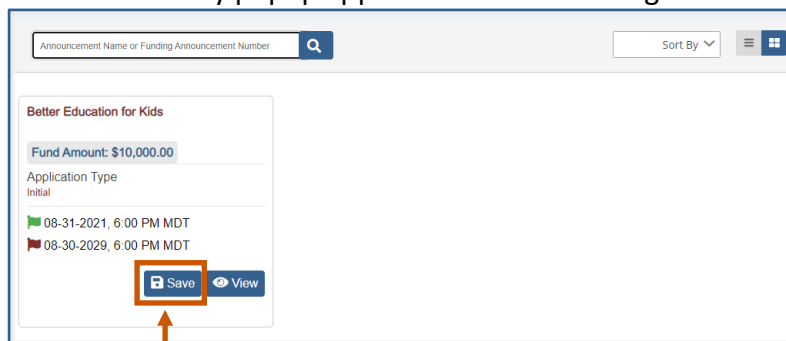 Announcement Name or Funding Announcement Number
Sort By
Better Education for Kids
Fund Amount: $10,000.00
Application Type
Initial
08-31-2021, 6:00 PM MDT
08-30-2029, 6:00 PM MDT
Save View